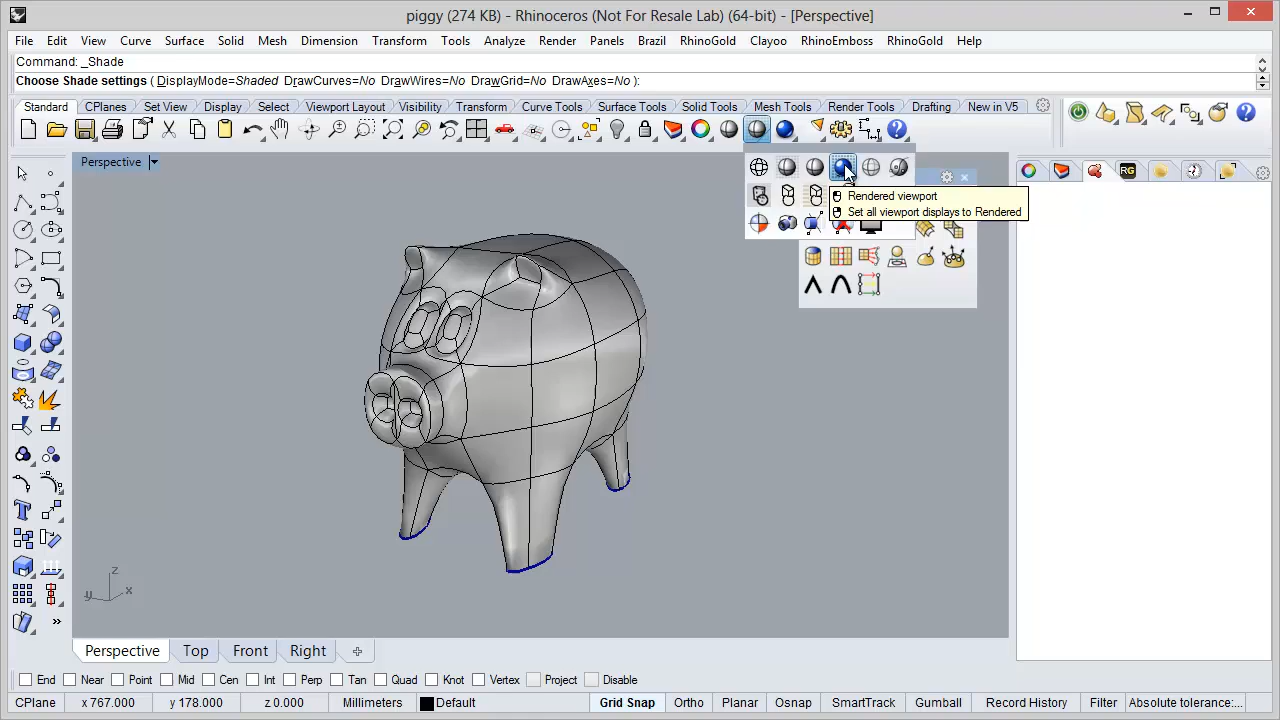 piggy (274 KB) - Rhinoceros (Not For Resale Lab) (64-bit) - [Perspective]
File Edit View Curve Surface Solid Mesh Dimension Transform Tools Analyze Render Panels Brazil RhinoGold Clayoo RhinoEmboss RhinoGold Help
Command: _Shade
Choose Shade settings ( DisplayMode=Shaded DrawCurves=No DrawWires=No DrawGrid=No DrawAxes=No ):
Standard CPlanes Set View Display Select Viewport Layout Visibility Transform Curve Tools Surface Tools Solid Tools Mesh Tools Render Tools Drafting New in V5
Perspective
RG
Rendered viewport
Set all viewport displays to Rendered
z
y x
Perspective Top Front Right
End Near Point Mid Cen Int Perp Tan Quad Knot Vertex Project Disable
CPlane x 767.000 y 178.000 z 0.000 Millimeters Default Grid Snap Ortho Planar Osnap SmartTrack Gumball Record History Filter Absolute tolerance:...